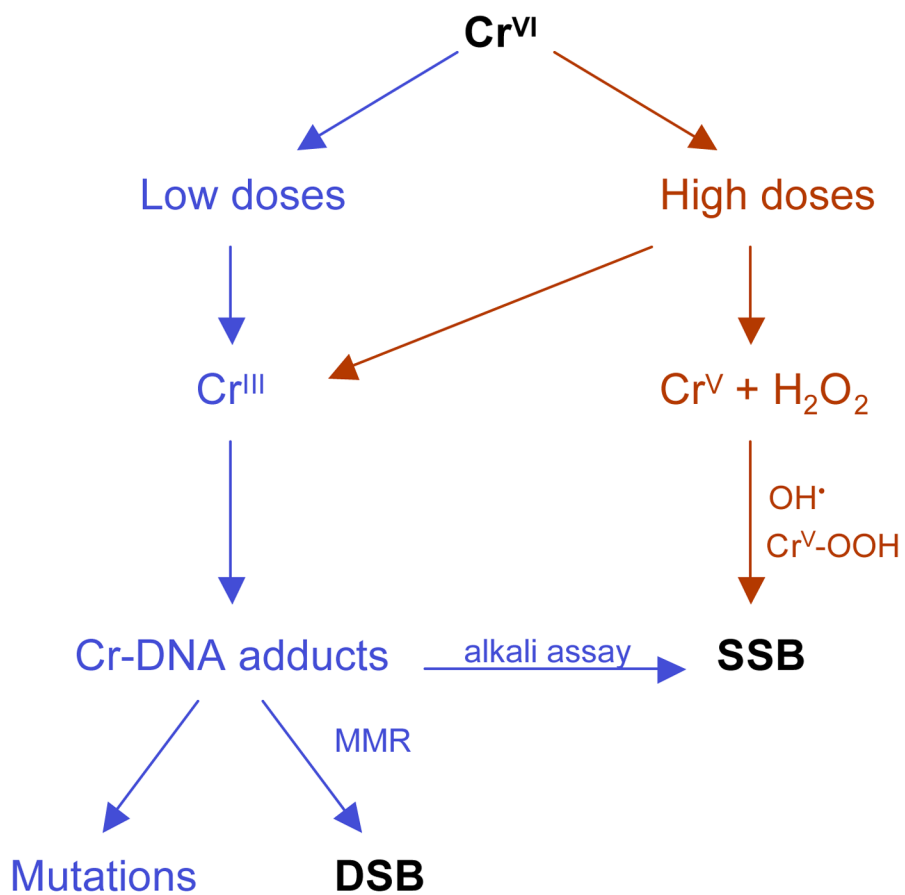 Cr^VI
Low doses
High doses
Cr^III
Cr^V + H₂O₂
OH•
Cr^V-OOH
Cr-DNA adducts
alkali assay
SSB
MMR
Mutations
DSB